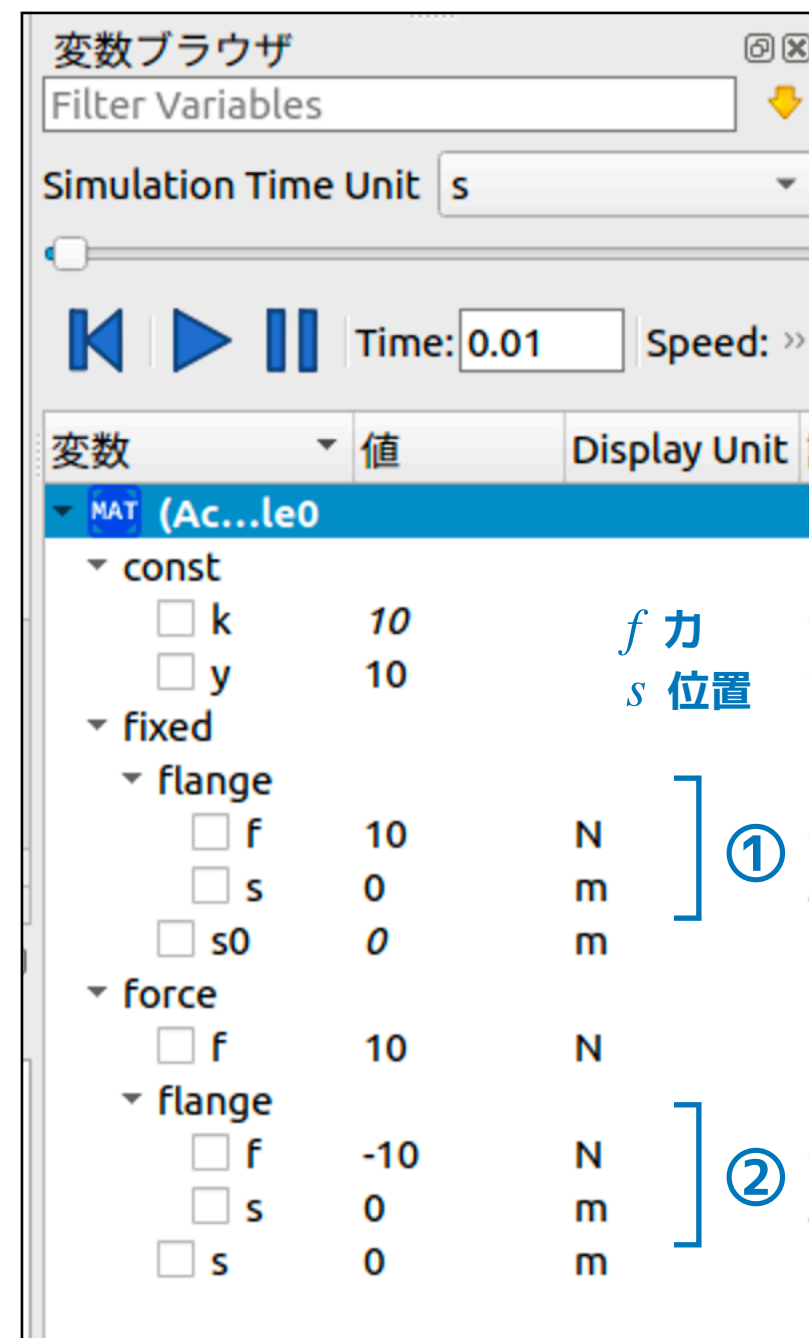 変数ブラウザ
Filter Variables
Simulation Time Unit s
Time: 0.01 Speed: »
変数 値 Display Unit
MAT (Ac...le0
const
k 10
f 力
y 10
s 位置
fixed
flange
f 10 N
①
s 0 m
s0 0 m
force
f 10 N
flange
f -10 N
②
s 0 m
s 0 m